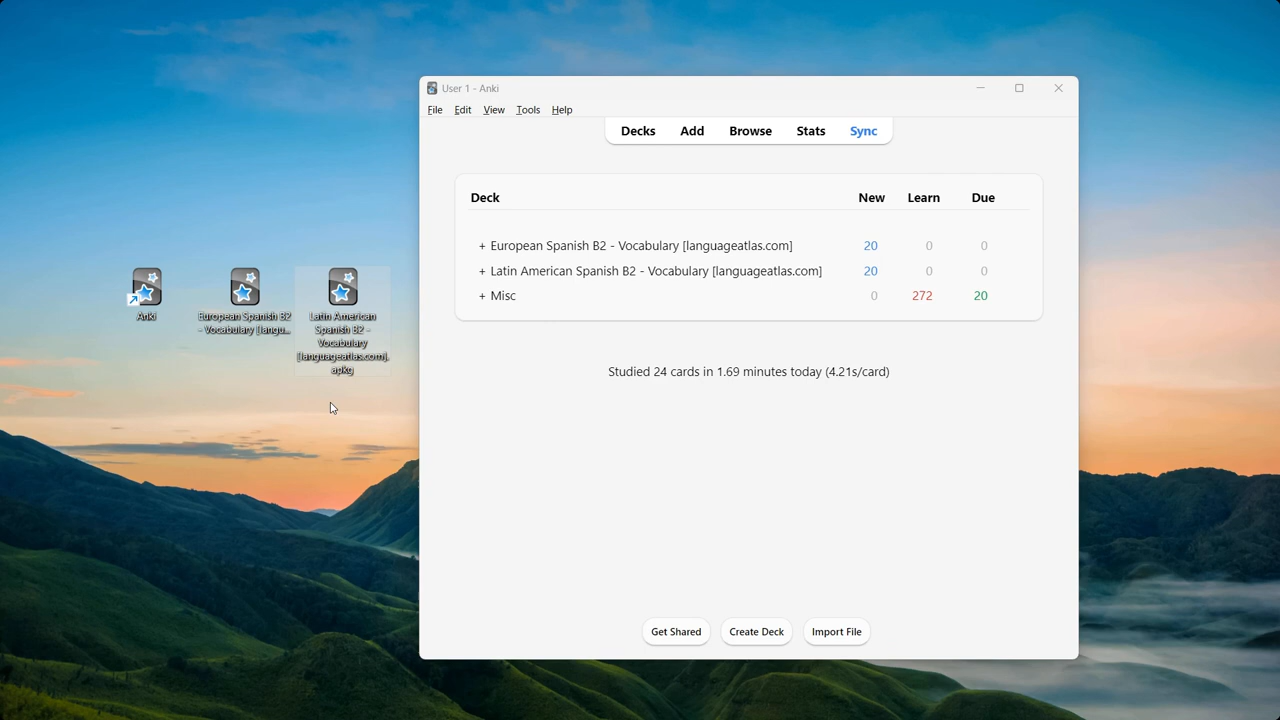 User 1 - Anki
File Edit View Tools Help
Decks Add Browse Stats Sync
Deck New Learn Due
+ European Spanish B2 - Vocabulary [languageatlas.com] 20 0 0
+ Latin American Spanish B2 - Vocabulary [languageatlas.com] 20 0 0
+ Misc 0 272 20
Studied 24 cards in 1.69 minutes today (4.21s/card)
Get Shared Create Deck Import File
Anki
European Spanish B2
- Vocabulary [langu...
Latin American
Spanish B2 -
Vocabulary
[languageatlas.com].
apkg